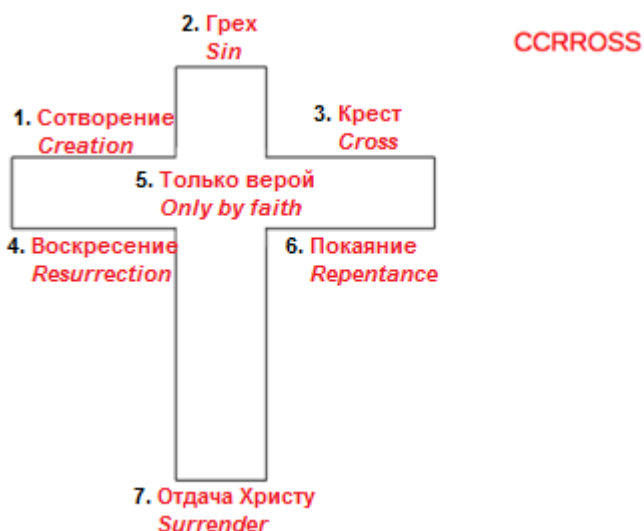 2. Грех
Sin
CCRROSS
1. Сотворение
Creation
3. Крест
Cross
5. Только верой
Only by faith
4. Воскресение
Resurrection
6. Покаяние
Repentance
7. Отдача Христу
Surrender